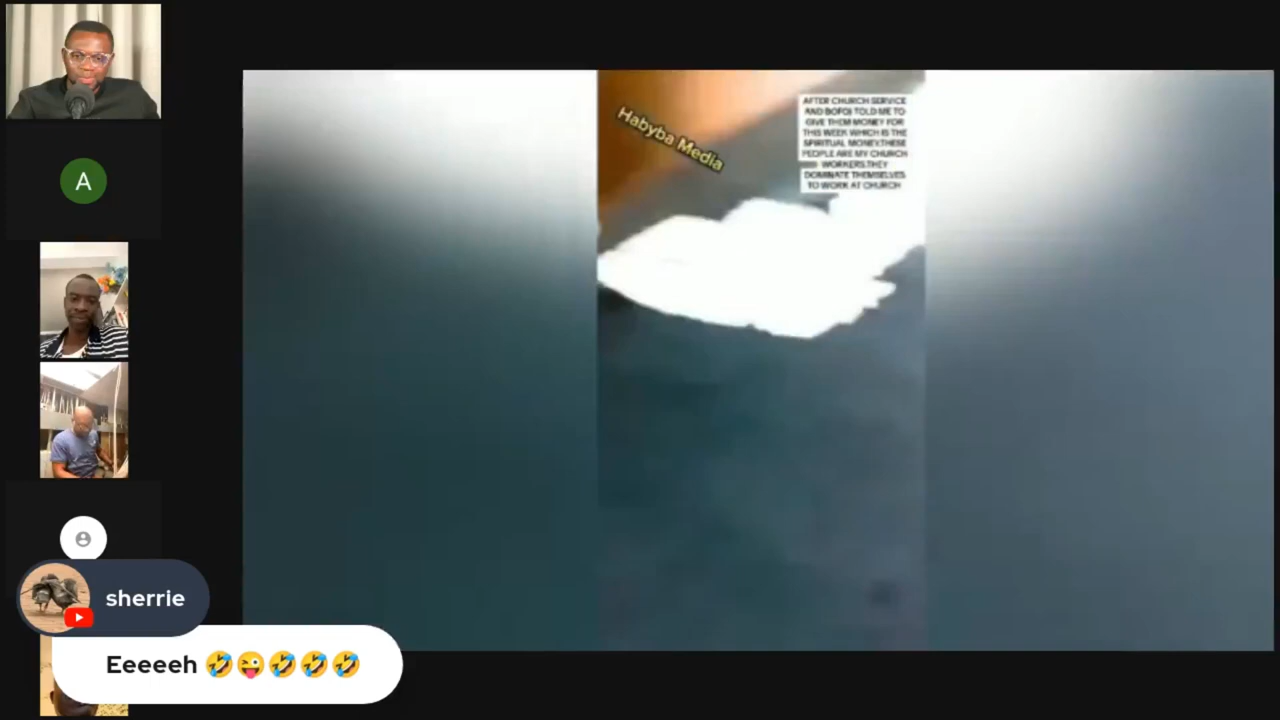 A
Habyba Media
AFTER CHURCH SERVICE
AND BOFOI TOLD ME TO
GIVE THEM MONEY FOR
THIS WEEK WHICH IS THE
SPIRITUAL MONEY.THESE
PEOPLE ARE MY CHURCH
WORKERS.THEY
DOMINATE THEMSELVES
TO WORK AT CHURCH
sherrie
Eeeeeh 🤣😜🤣🤣🤣